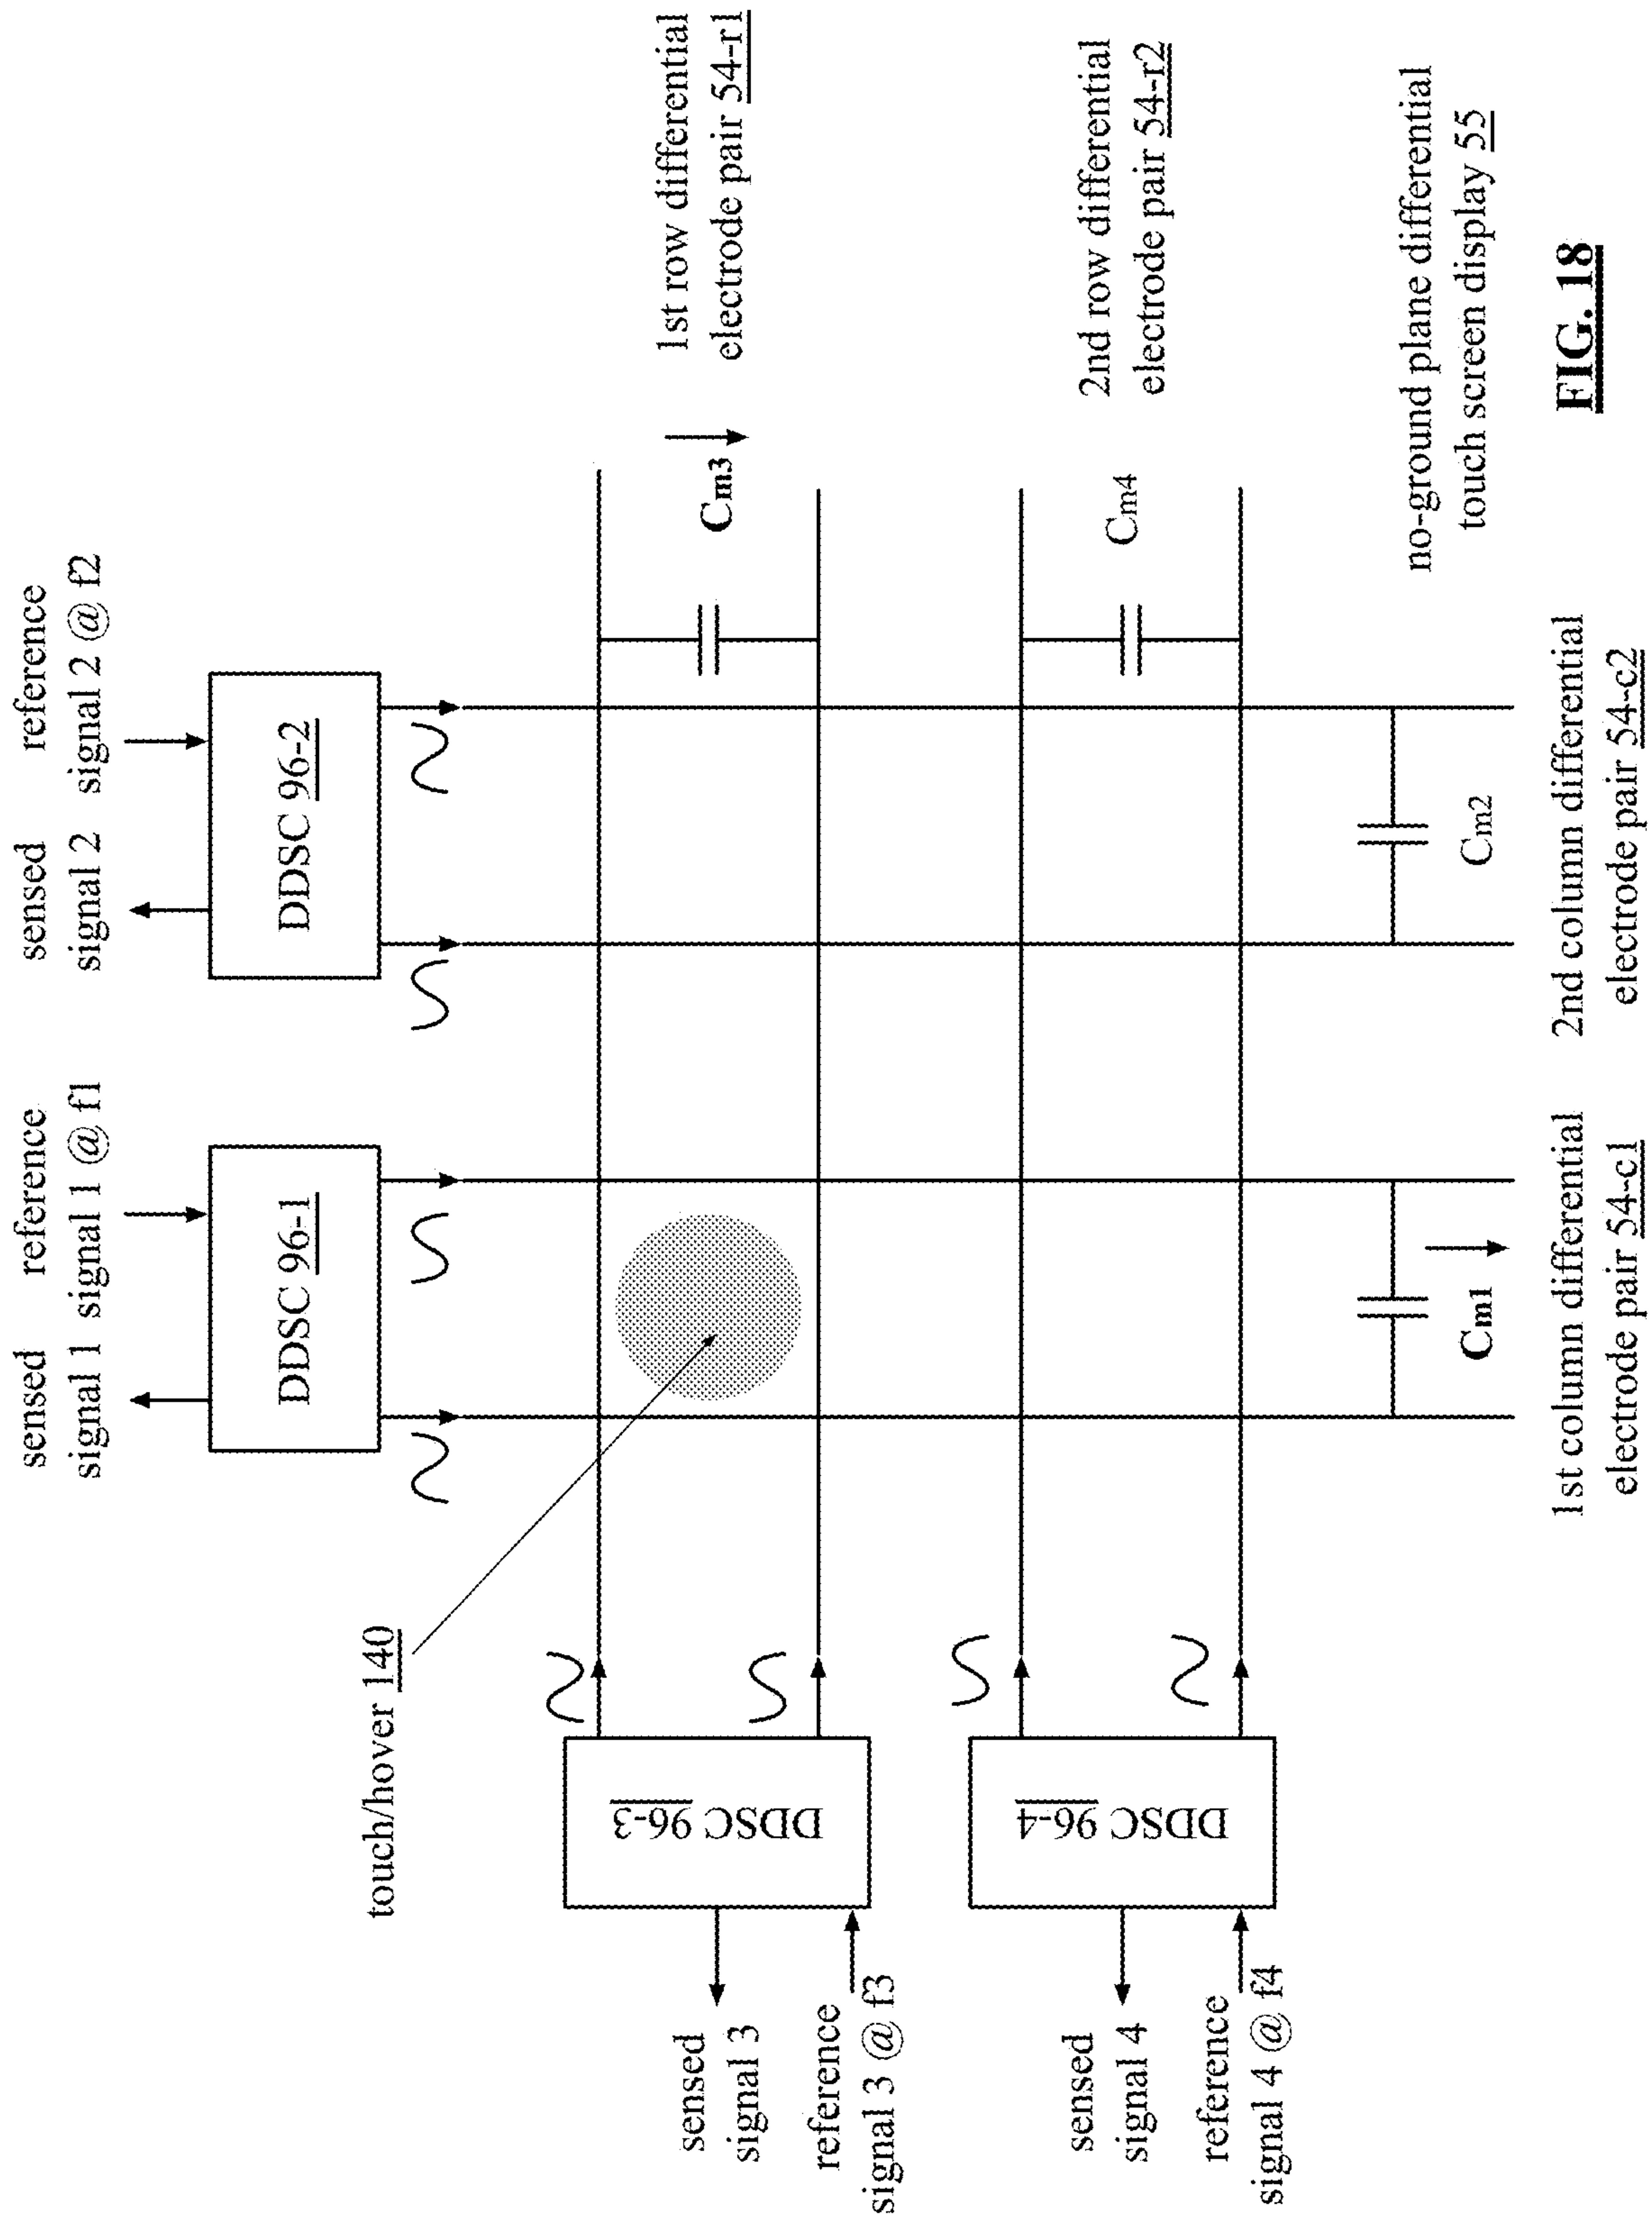 sensed
signal 1
reference
signal 1 @ f1
sensed
signal 2
reference
signal 2 @ f2
DDSC 96-1
DDSC 96-2
touch/hover 140
DDSC 96-3
sensed
signal 3
reference
signal 3 @ f3
DDSC 96-4
sensed
signal 4
reference
signal 4 @ f4
Cm3
1st row differential
electrode pair 54-r1
Cm4
2nd row differential
electrode pair 54-r2
Cm1
Cm2
no-ground plane differential
touch screen display 55
1st column differential
electrode pair 54-c1
2nd column differential
electrode pair 54-c2
FIG. 18